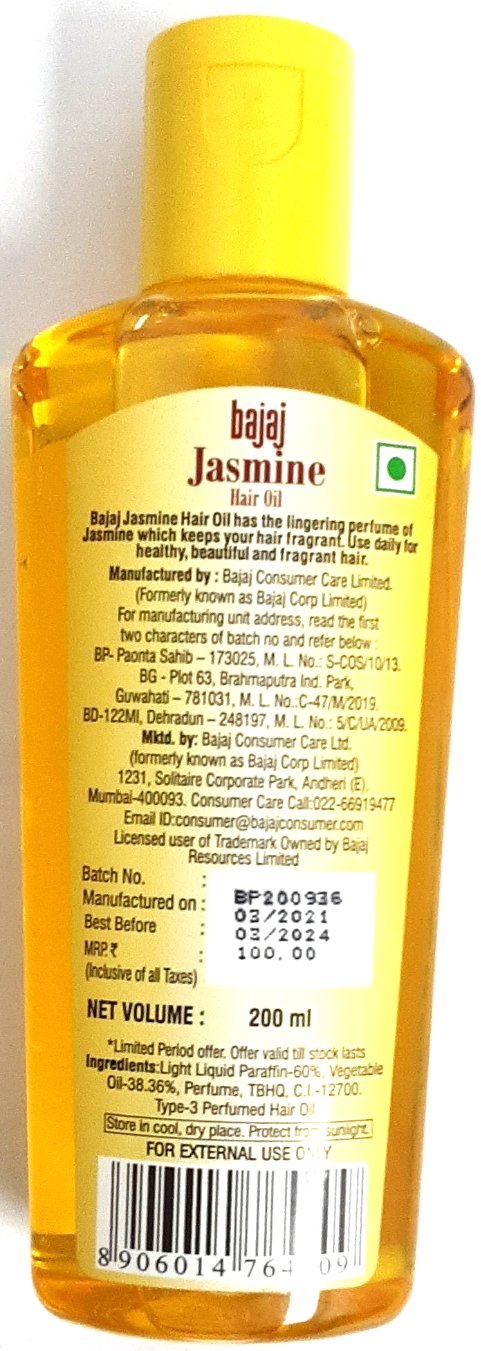 bajaj
Jasmine
Hair Oil
Bajaj Jasmine Hair Oil has the lingering perfume of
Jasmine which keeps your hair fragrant. Use daily for
healthy, beautiful and fragrant hair.
Manufactured by : Bajaj Consumer Care Limited.
(Formerly known as Bajaj Corp Limited)
For manufacturing unit address, read the first
two characters of batch no and refer below :
BP- Paonta Sahib – 173025, M. L. No.: S-COS/10/13.
BG - Plot 63, Brahmaputra Ind. Park,
Guwahati – 781031, M. L. No.:C-47/M/2019.
BD-122MI, Dehradun – 248197, M. L. No.: 5/C/UA/2009.
Mktd. by: Bajaj Consumer Care Ltd.
(formerly known as Bajaj Corp Limited)
1231, Solitaire Corporate Park, Andheri (E),
Mumbai-400093. Consumer Care Call:022-66919477
Email ID:consumer@bajajconsumer.com
Licensed user of Trademark Owned by Bajaj
Resources Limited
Batch No. : BP200936
Manufactured on : 03/2021
Best Before : 03/2024
MRP.₹ : 100.00
(Inclusive of all Taxes)
NET VOLUME : 200 ml
*Limited Period offer. Offer valid till stock lasts
Ingredients:Light Liquid Paraffin-60%, Vegetable
Oil-38.36%, Perfume, TBHQ, C.I.-12700.
Type-3 Perfumed Hair Oil
Store in cool, dry place. Protect from sunlight.
FOR EXTERNAL USE ONLY
8 906014 764 09